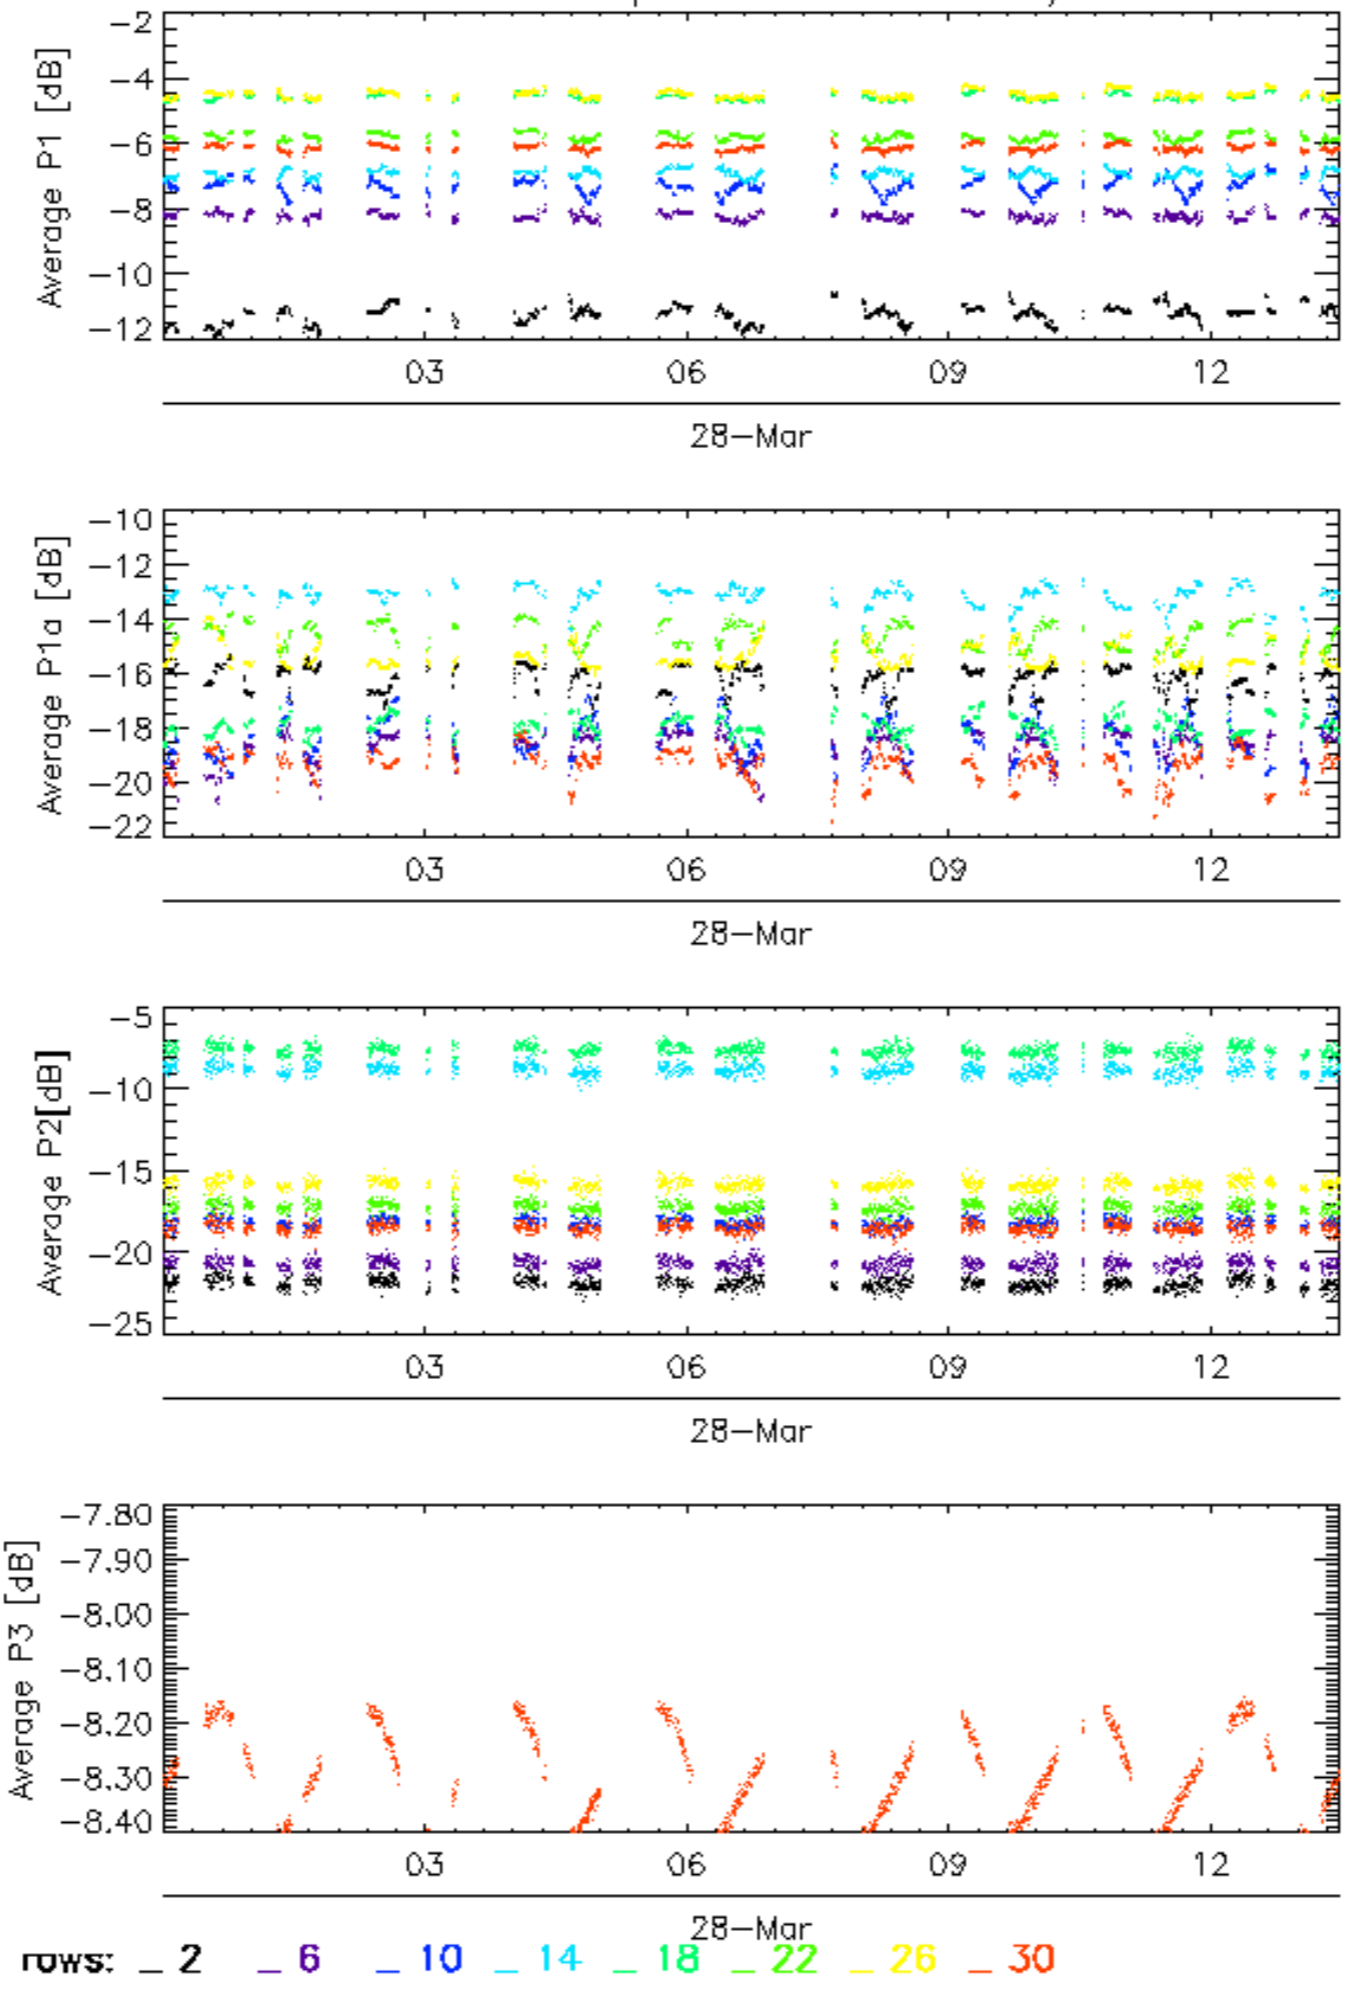 Average P1 [dB]
-2
-4
-6
-8
-10
-12
03 06 09 12
28-Mar
Average P1a [dB]
-10
-12
-14
-16
-18
-20
-22
03 06 09 12
28-Mar
Average P2[dB]
-5
-10
-15
-20
-25
03 06 09 12
28-Mar
Average P3 [dB]
-7.80
-7.90
-8.00
-8.10
-8.20
-8.30
-8.40
03 06 09 12
28-Mar
rows: _ 2 _ 6 _ 10 _ 14 _ 18 _ 22 _ 26 _ 30